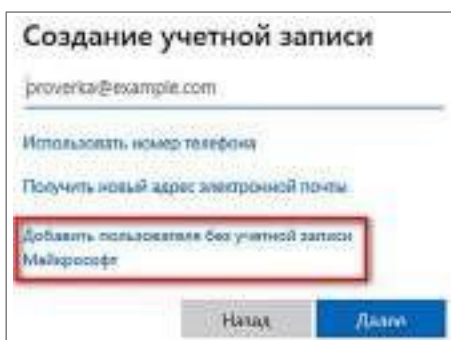 Создание учетной записи
proverka@example.com
Использовать номер телефона
Получить новый адрес электронной почты
Добавить пользователя без учетной записи
Майкрософт
Назад
Далее